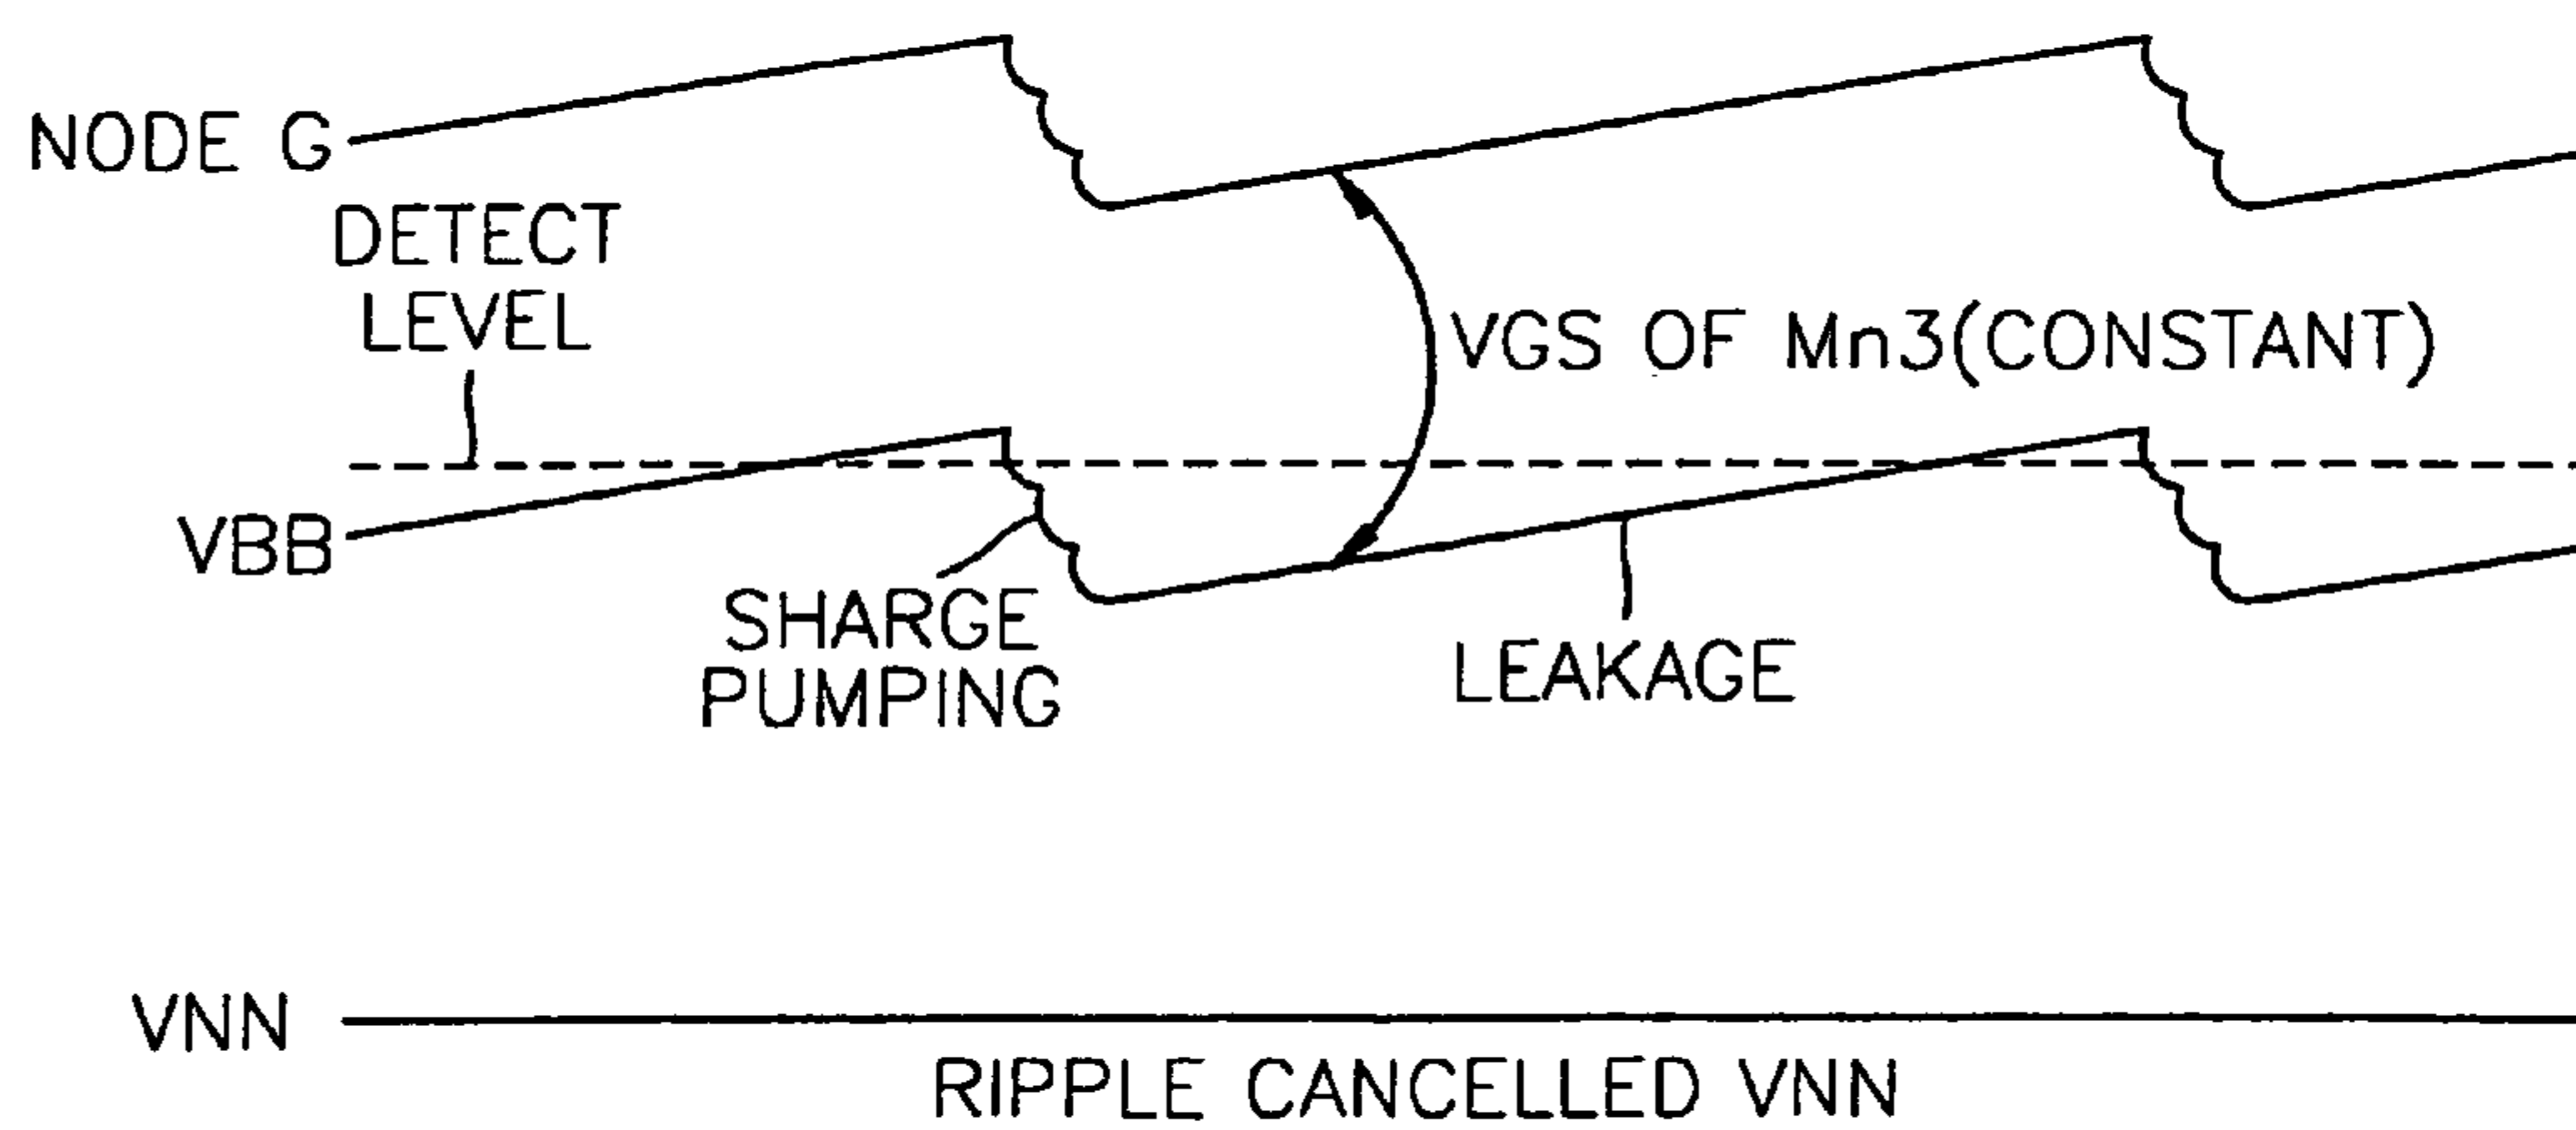 NODE G
DETECT
LEVEL
VGS OF Mn3(CONSTANT)
VBB
SHARGE
PUMPING
LEAKAGE
VNN
RIPPLE CANCELLED VNN